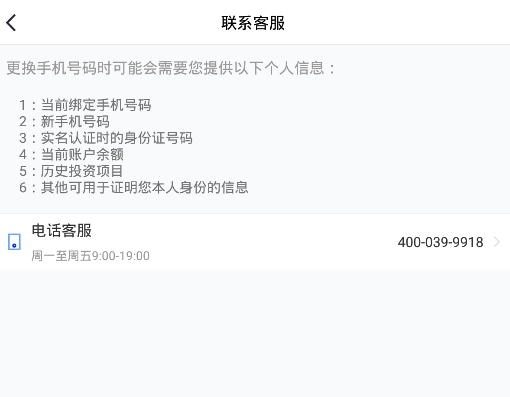 联系客服
更换手机号码时可能会需要您提供以下个人信息：
1：当前绑定手机号码
2：新手机号码
3：实名认证时的身份证号码
4：当前账户余额
5：历史投资项目
6：其他可用于证明您本人身份的信息
电话客服
400-039-9918
周一至周五9:00-19:00